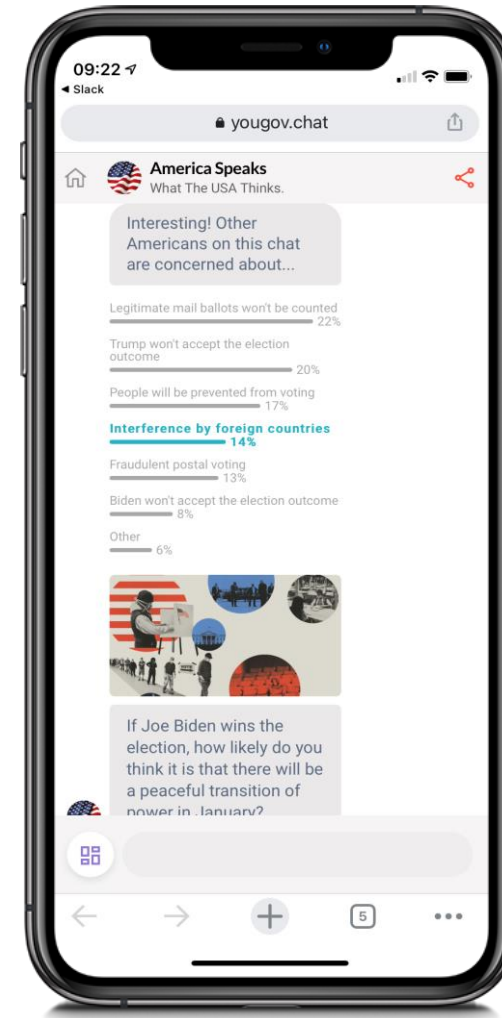 09:22
◀ Slack
yougov.chat
America Speaks
What The USA Thinks.
Interesting! Other
Americans on this chat
are concerned about...
Legitimate mail ballots won't be counted
22%
Trump won't accept the election
outcome
20%
People will be prevented from voting
17%
Interference by foreign countries
14%
Fraudulent postal voting
13%
Biden won't accept the election outcome
8%
Other
6%
If Joe Biden wins the
election, how likely do you
think it is that there will be
a peaceful transition of
power in January?
5